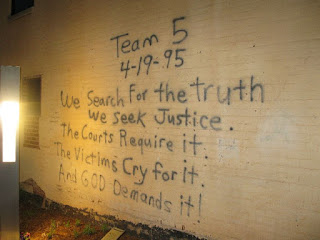 Team 5
4-19-95
We Search For the truth
We Seek Justice.
The Courts Require it.
The Victims Cry for it.
And GOD Demands it!